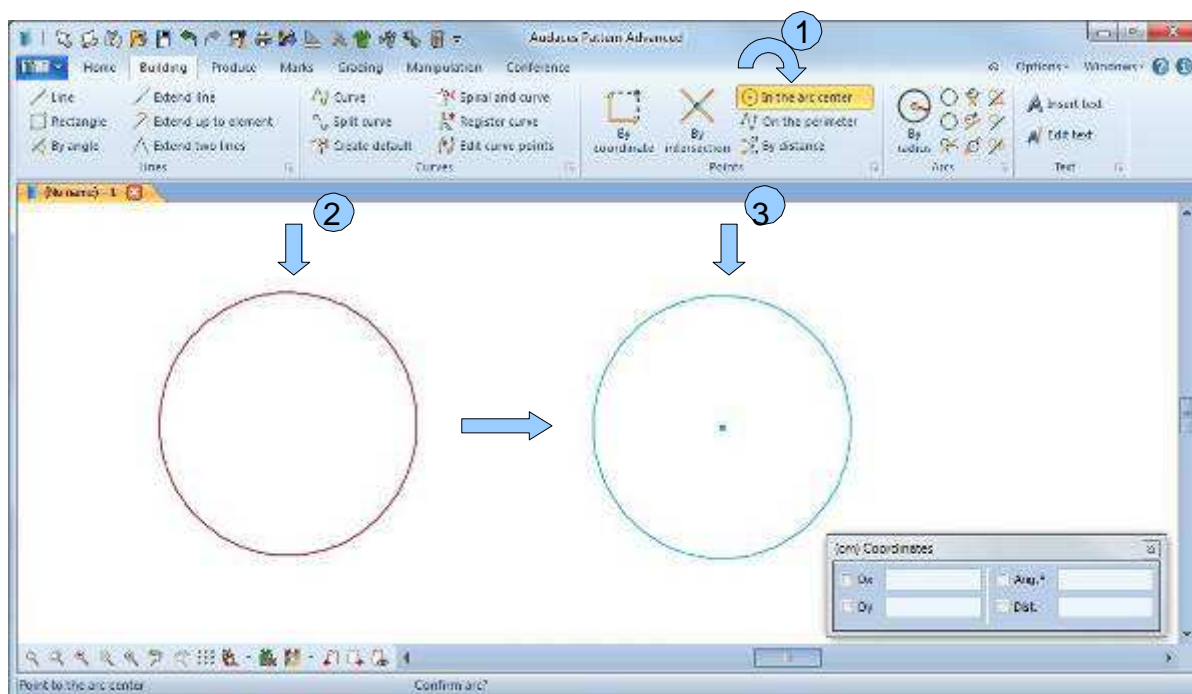 Audaces Pattern Advanced
1
Home Building Produce Marks Grading Manipulation Conference Options Windows
Line Extend line Curve Spiral and curve In the arc center Insert text
Rectangle Extend up to element Split curve Register curve By coordinate By intersection On the perimeter By radius Edit text
By angle Extend two lines Create default Edit curve points By distance
Lines Curves Points Arcs Text
(No name) - 1
2
3
(cm) Coordinates
Dx Ang.°
Dy Dist.
Point to the arc center Confirm arc?